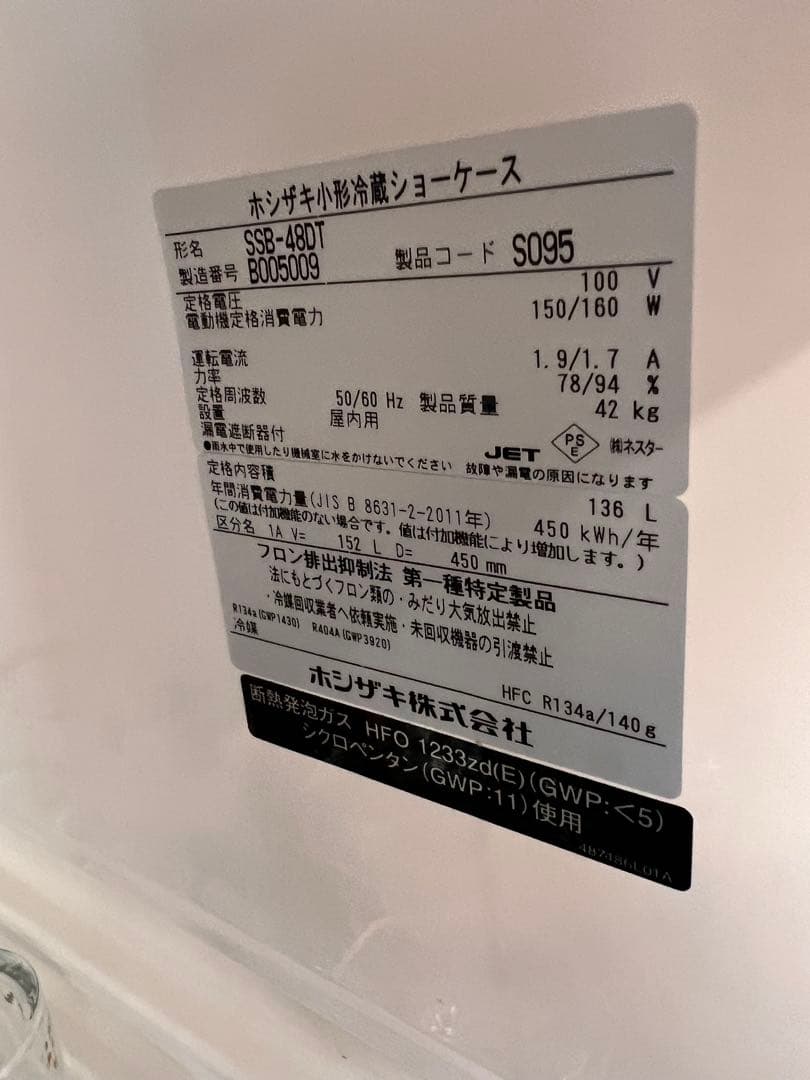 ホシザキ小形冷蔵ショーケース
形名 SSB-48DT
製造番号 B005009 製品コード S095
定格電圧 100 V
電動機定格消費電力 150/160 W
運転電流 1.9/1.7 A
力率 78/94 %
定格周波数 50/60 Hz 製品質量 42 kg
設置 屋内用
漏電遮断器付 JET PS E ㈱ネスター
●雨水中で使用したり機械室に水をかけないでください 故障や漏電の原因になります
定格内容積 136 L
年間消費電力量(JIS B 8631-2-2011年) 450 kWh/年
(この値は付加機能のない場合です。値は付加機能により増加します。)
区分名 1A V= 152 L D= 450 mm
フロン排出抑制法 第一種特定製品
法にもとづくフロン類の・みだり大気放出禁止
・冷媒回収業者へ依頼実施・未回収機器の引渡禁止
R134a(GWP1430) R404A(GWP3920)
冷媒 HFC R134a/140g
ホシザキ株式会社
断熱発泡ガス HFO 1233zd(E)(GWP:<5)
シクロペンタン(GWP:11)使用